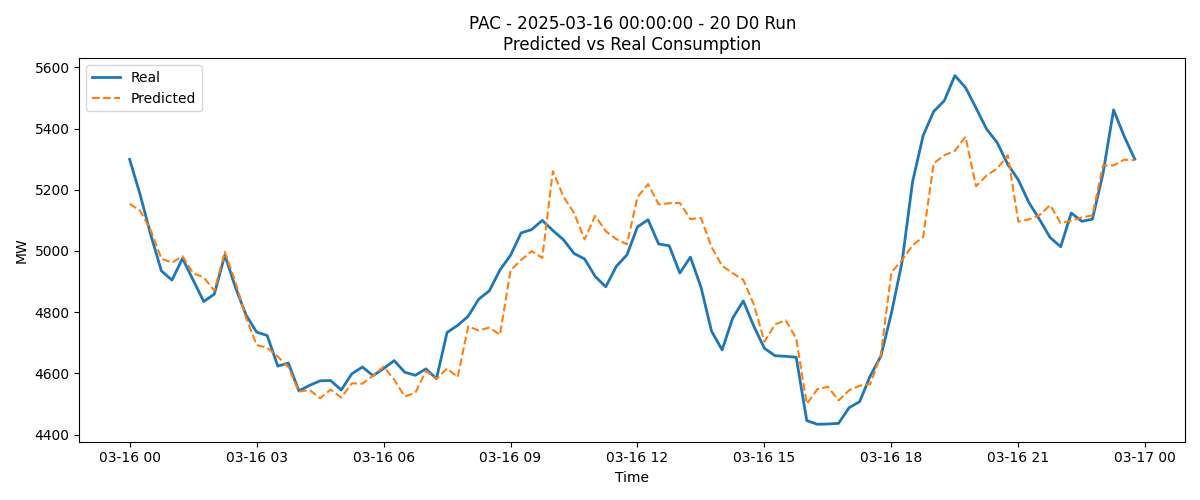 PAC - 2025-03-16 00:00:00 - 20 D0 Run
Predicted vs Real Consumption
Real
Predicted
5600
5400
5200
5000
4800
4600
4400
MW
03-16 00
03-16 03
03-16 06
03-16 09
03-16 12
03-16 15
03-16 18
03-16 21
03-17 00
Time